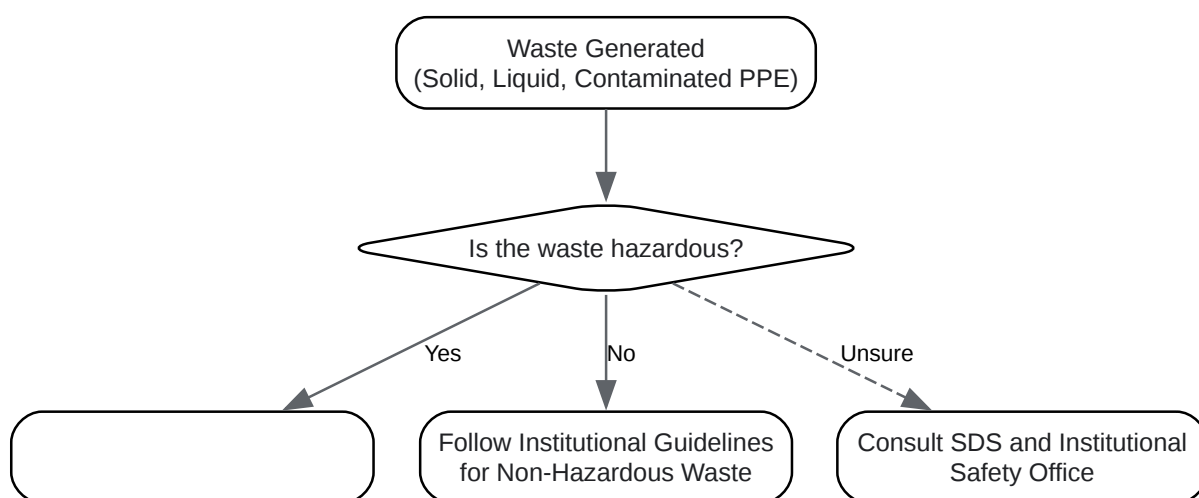 Waste Generated
(Solid, Liquid, Contaminated PPE)
Is the waste hazardous?
Yes
No
Unsure
Follow Institutional Guidelines
for Non-Hazardous Waste
Consult SDS and Institutional
Safety Office